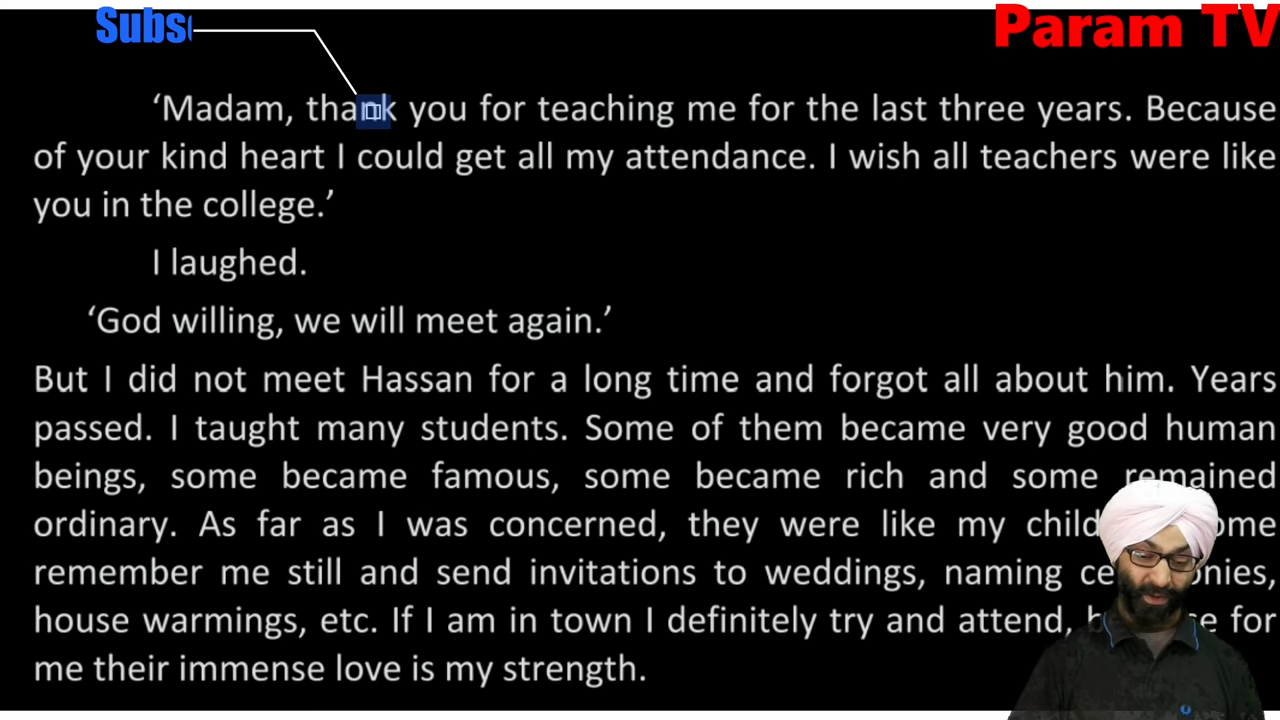 Subs
Param TV
‘Madam, thank you for teaching me for the last three years. Because
of your kind heart I could get all my attendance. I wish all teachers were like
you in the college.’
I laughed.
‘God willing, we will meet again.’
But I did not meet Hassan for a long time and forgot all about him. Years
passed. I taught many students. Some of them became very good human
beings, some became famous, some became rich and some remained
ordinary. As far as I was concerned, they were like my
remember me still and send invitations to weddings, naming
house warmings, etc. If I am in town I definitely try and attend, for
me their immense love is my strength.